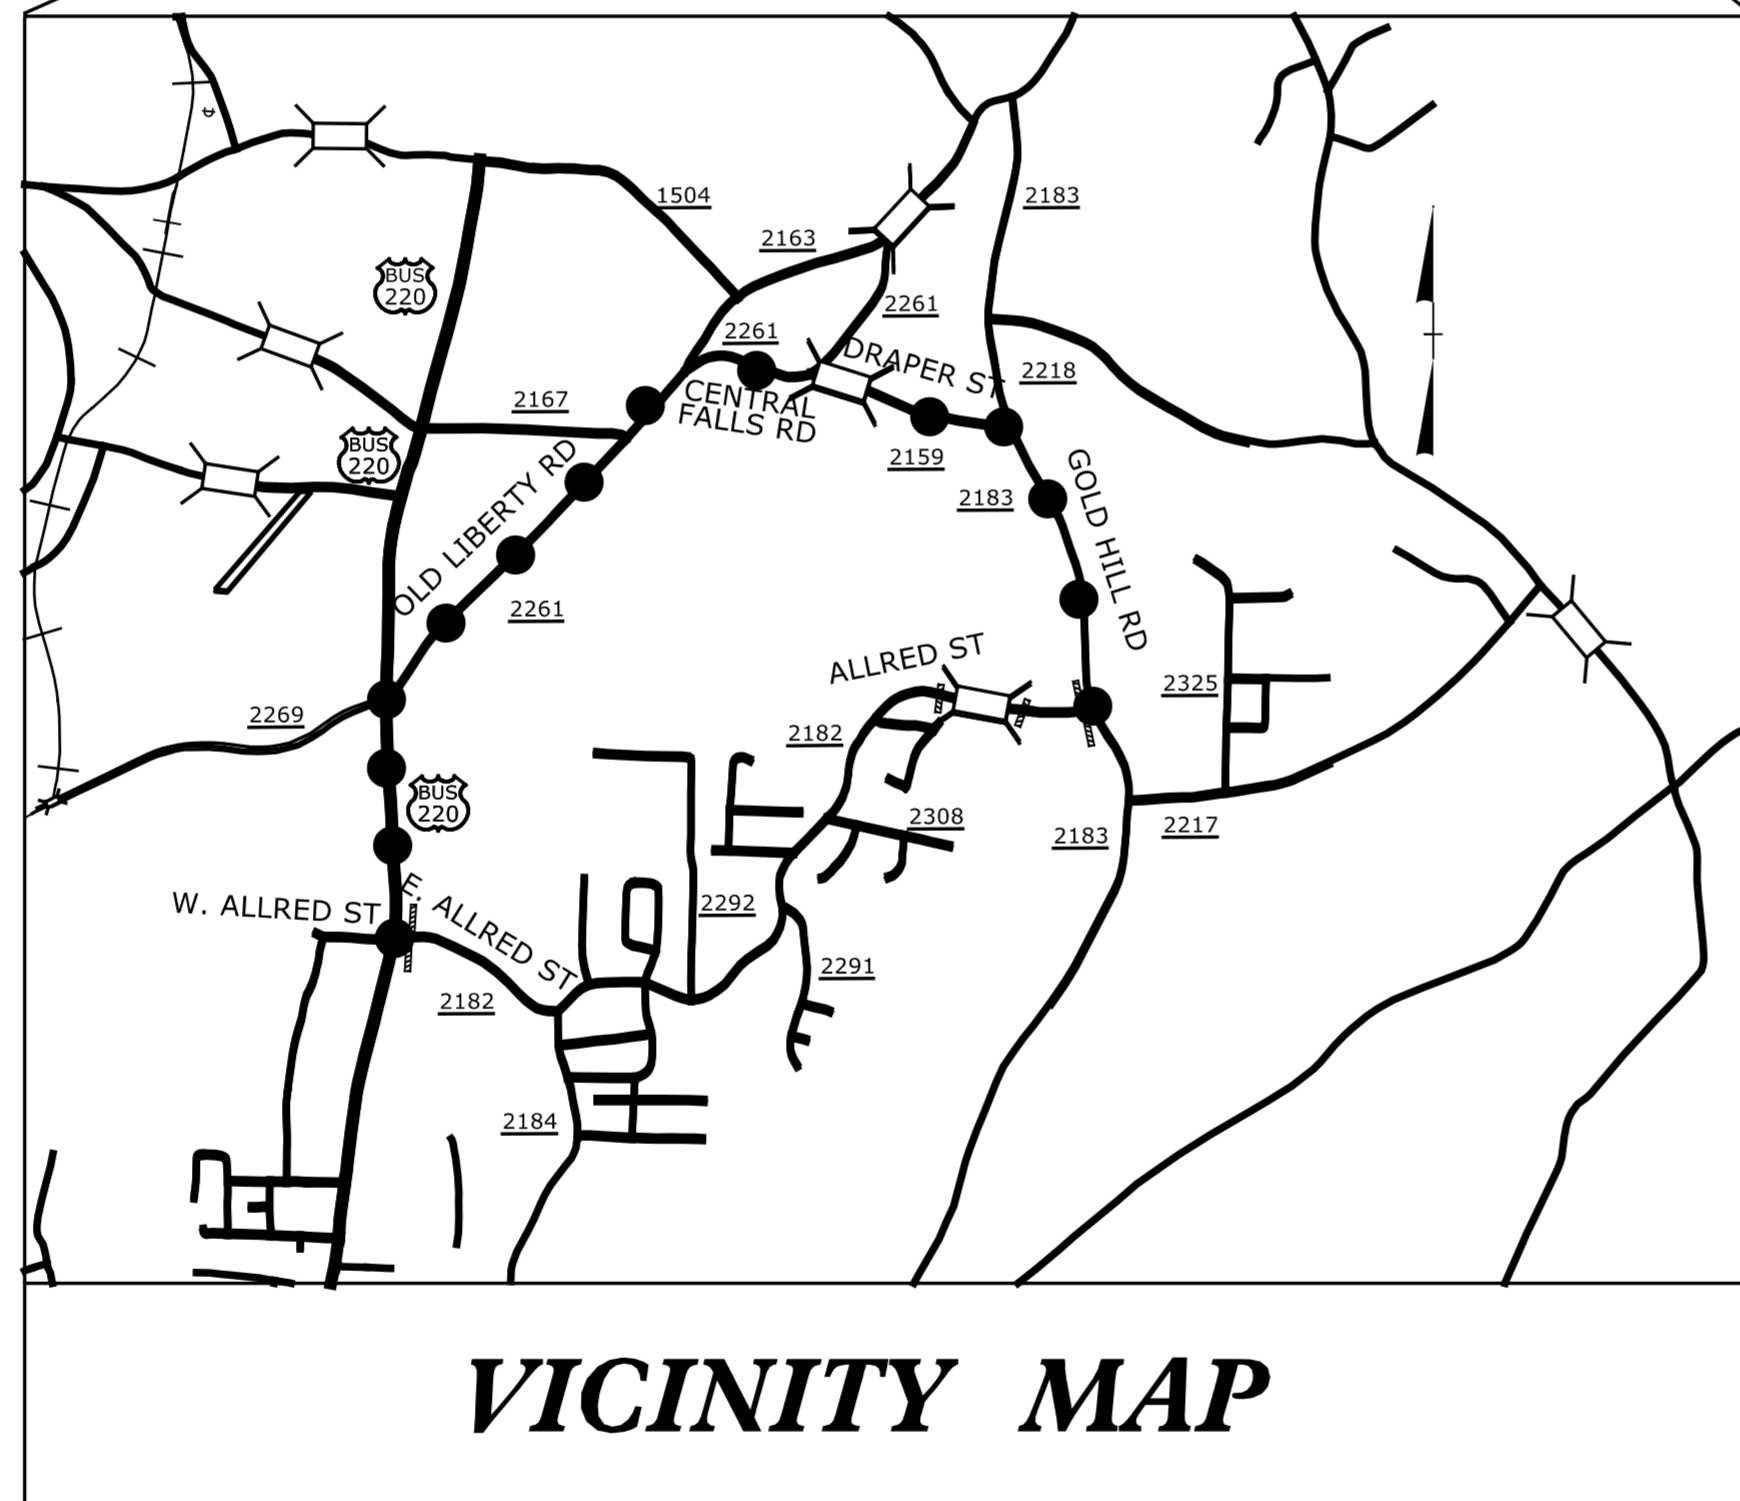 1504
2183
2163
BUS
220
2261
2261
DRAPER ST
2218
CENTRAL
FALLS RD
2167
BUS
220
2159
2183
GOLD HILL RD
OLD LIBERTY RD
2261
ALLRED ST
2325
2269
2182
BUS
220
2308
2183
2217
W. ALLRED ST
E. ALLRED ST
2292
2291
2182
2184
VICINITY MAP